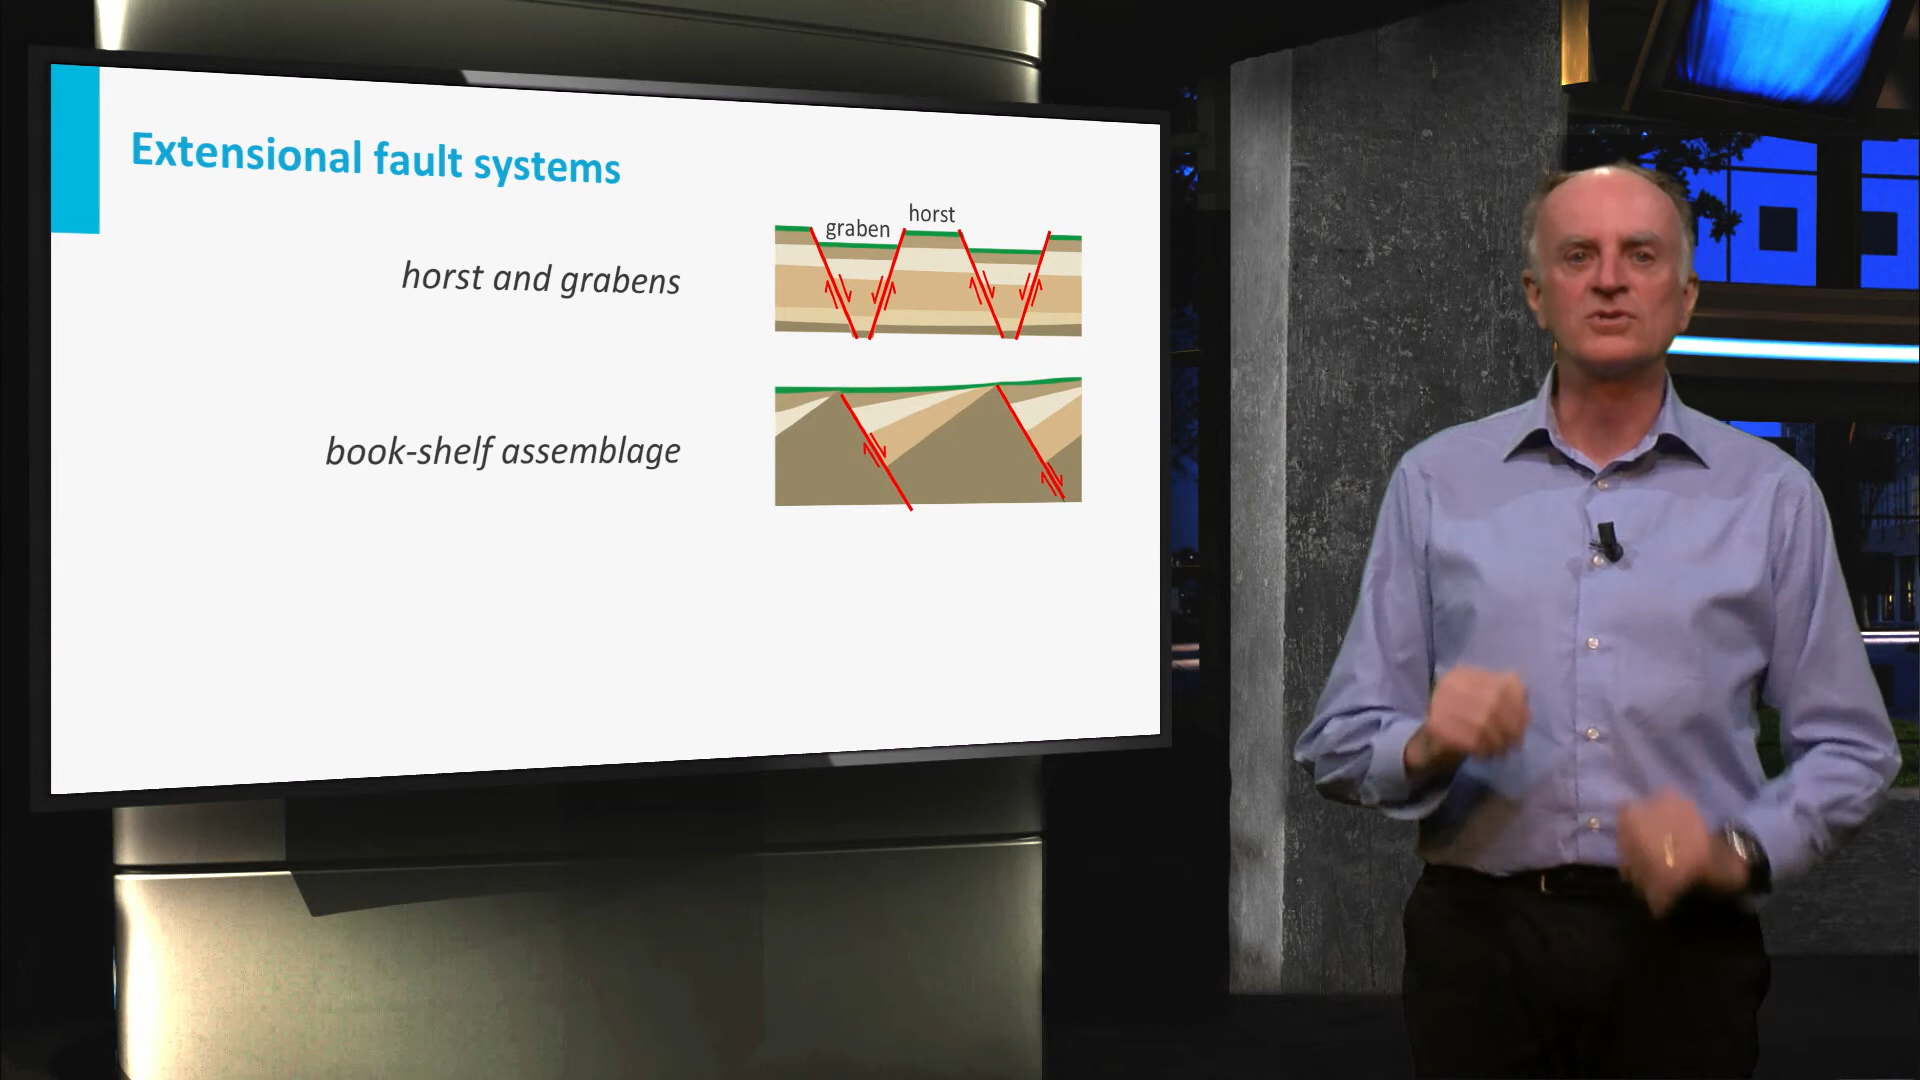 Extensional fault systems
graben
horst
horst and grabens
book-shelf assemblage